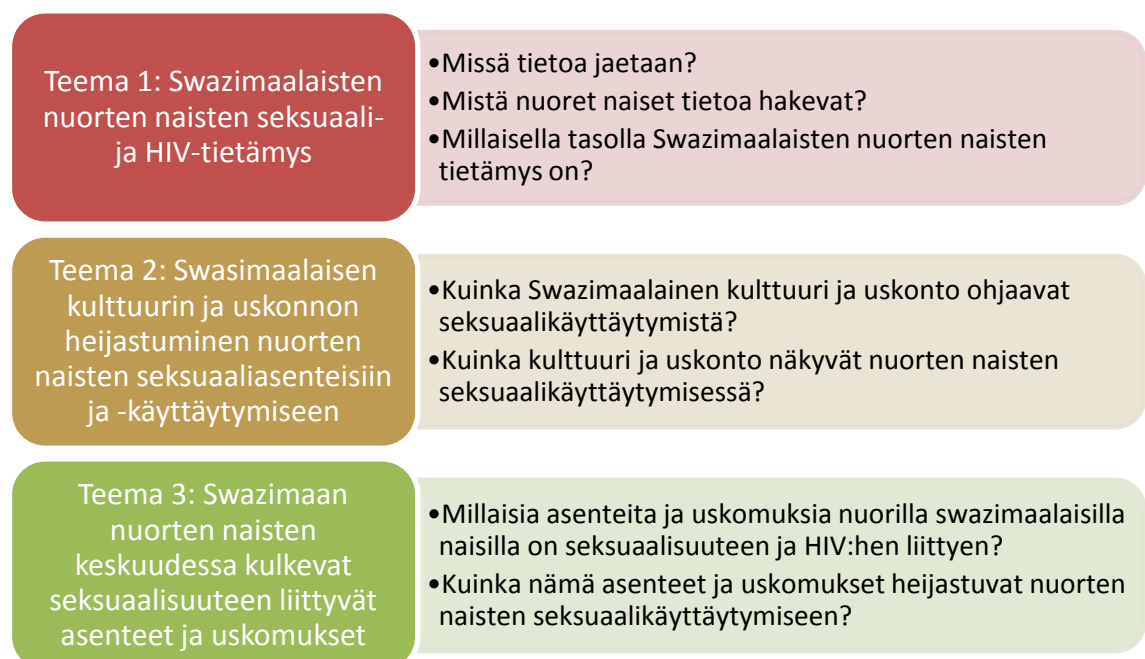 Teema 1: Swazimaalaisten
nuorten naisten seksuaali-
ja HIV-tietämys
•Missä tietoa jaetaan?
•Mistä nuoret naiset tietoa hakevat?
•Millaisella tasolla Swazimaalaisten nuorten naisten
tietämys on?
Teema 2: Swasimaalaisen
kulttuurin ja uskonnon
heijastuminen nuorten
naisten seksuaaliasenteisiin
ja -käyttäytymiseen
•Kuinka Swazimaalainen kulttuuri ja uskonto ohjaavat
seksuaalikäyttäytymistä?
•Kuinka kulttuuri ja uskonto näkyvät nuorten naisten
seksuaalikäyttäytymisessä?
Teema 3: Swazimaan
nuorten naisten
keskuudessa kulkevat
seksuaalisuuteen liittyvät
asenteet ja uskomukset
•Millaisia asenteita ja uskomuksia nuorilla swazimaalaisilla
naisilla on seksuaalisuuteen ja HIV:hen liittyen?
•Kuinka nämä asenteet ja uskomukset heijastuvat nuorten
naisten seksuaalikäyttäytymiseen?